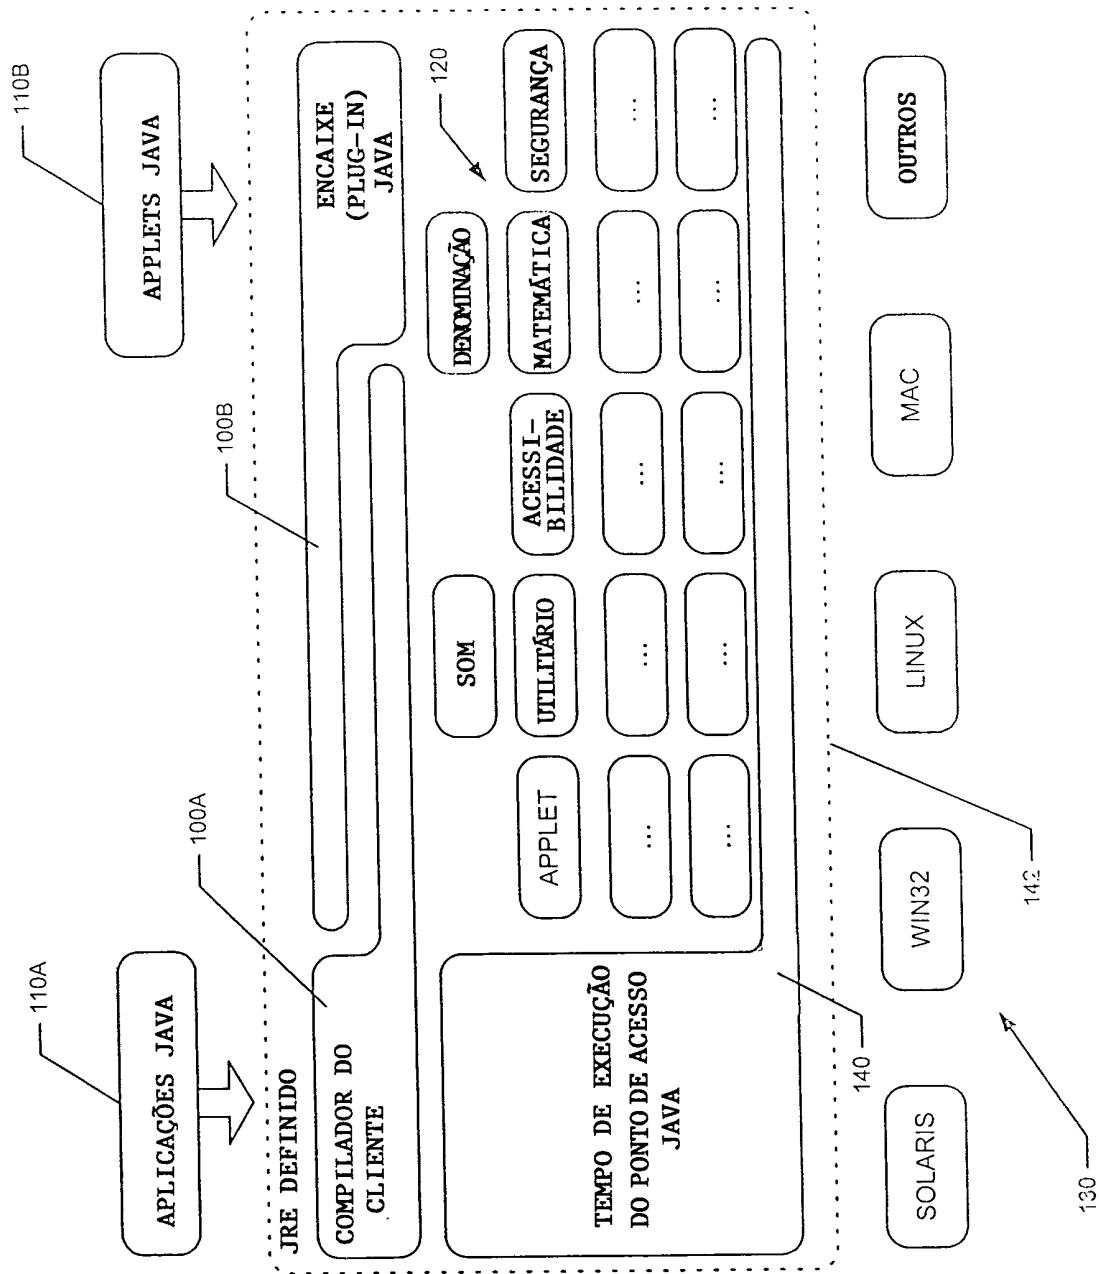 110A
110B
APLICAÇÕES JAVA
APPLETS JAVA
100A
100B
JRE DEFINIDO
COMPILADOR DO
CLIENTE
ENCAIXE
(PLUG-IN)
JAVA
120
SOM
DENOMINAÇÃO
APPLET
UTILITÁRIO
ACESSI-
BILIDADE
MATEMÁTICA
SEGURANÇA
...
...
...
...
...
...
...
...
...
...
TEMPO DE EXECUÇÃO
DO PONTO DE ACESSO
JAVA
140
142
SOLARIS
WIN32
LINUX
MAC
OUTROS
130